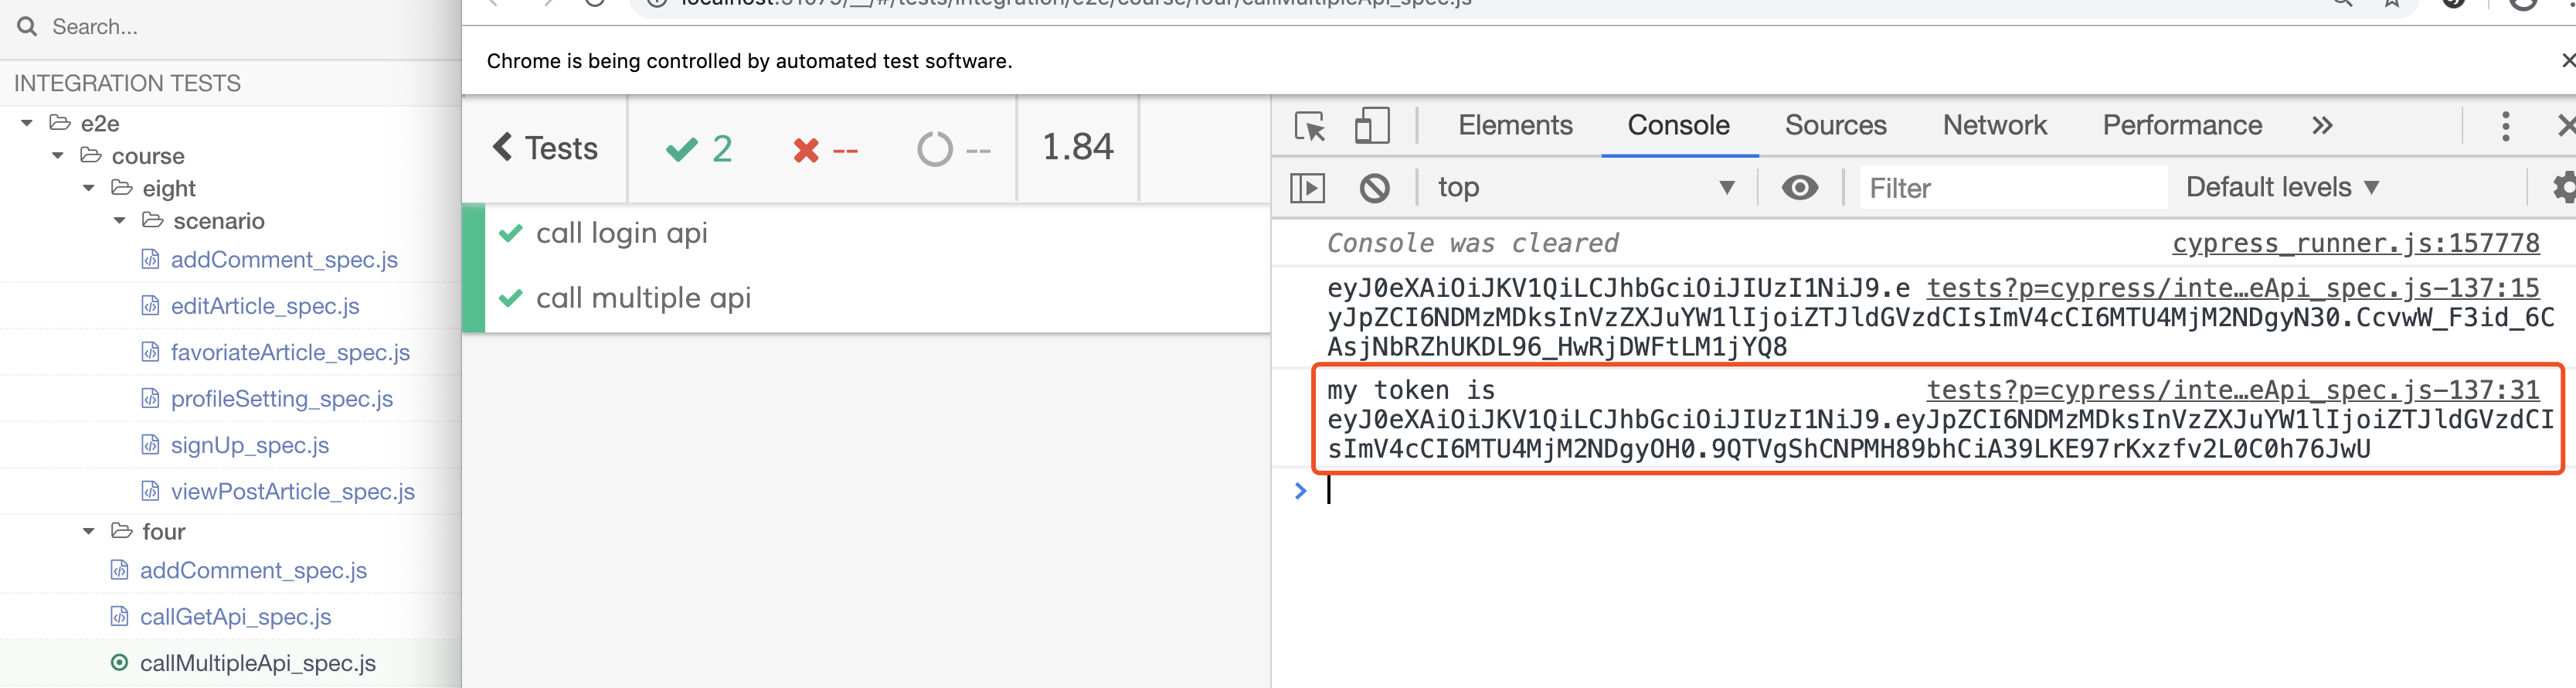 Search...
INTEGRATION TESTS
e2e
course
eight
scenario
addComment_spec.js
editArticle_spec.js
favoriateArticle_spec.js
profileSetting_spec.js
signUp_spec.js
viewPostArticle_spec.js
four
addComment_spec.js
callGetApi_spec.js
callMultipleApi_spec.js
Chrome is being controlled by automated test software.
Tests 2 -- -- 1.84
call login api
call multiple api
Elements Console Sources Network Performance
top Filter Default levels
Console was cleared cypress_runner.js:157778
eyJ0eXAiOiJKV1QiLCJhbGciOiJIUzI1NiJ9.e tests?p=cypress/inte…eApi_spec.js-137:15
yJpZCI6NDMzMDksInVzZXJuYW1lIjoiZTJldGVzdCIsImV4cCI6MTU4MjM2NDgyN30.CcvwW_F3id_6C
AsjNbRZhUKDL96_HwRjDWFtLM1jYQ8
my token is tests?p=cypress/inte…eApi_spec.js-137:31
eyJ0eXAiOiJKV1QiLCJhbGciOiJIUzI1NiJ9.eyJpZCI6NDMzMDksInVzZXJuYW1lIjoiZTJldGVzdCI
sImV4cCI6MTU4MjM2NDgyOH0.9QTVgShCNPMH89bhCiA39LKE97rKxzfv2L0C0h76JwU